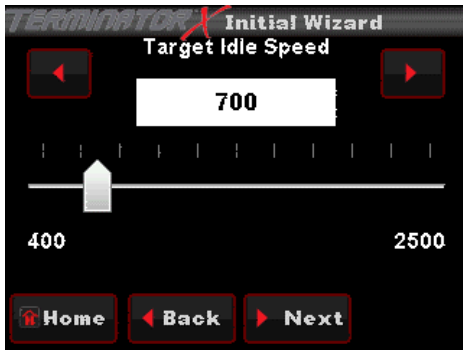 TERMINATOR X Initial Wizard
Target Idle Speed
700
400 2500
Home Back Next